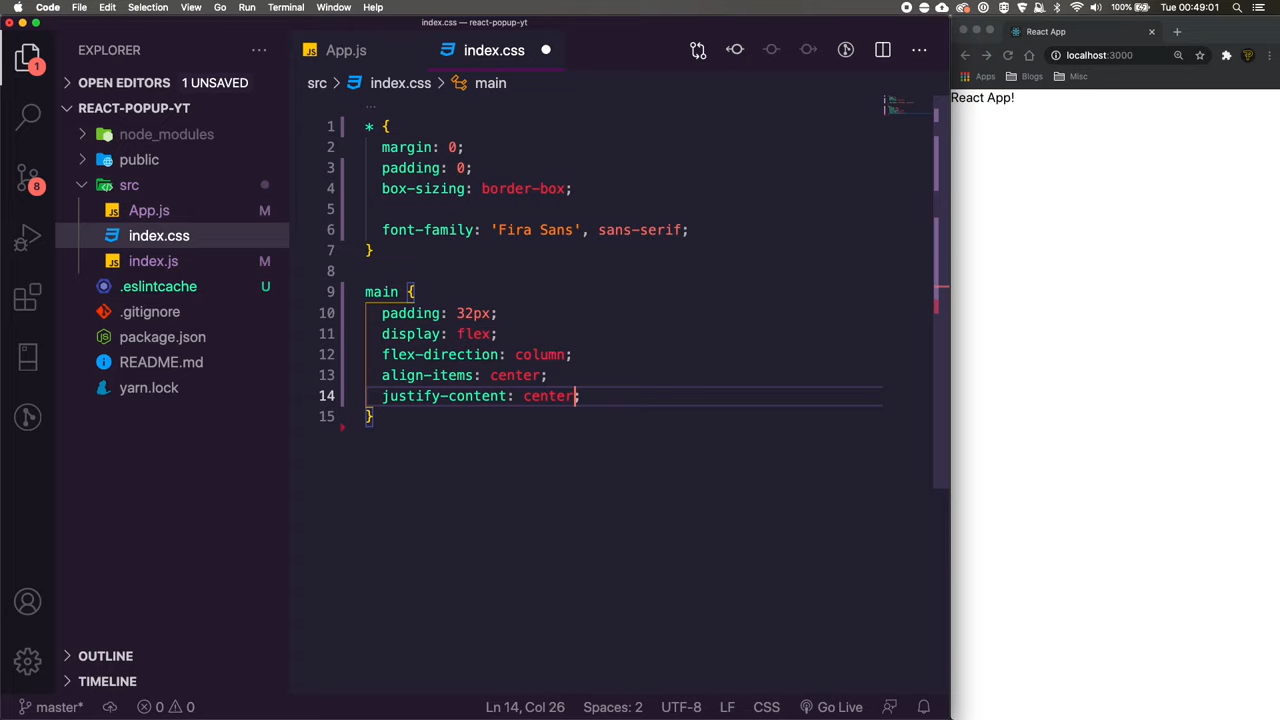 Code File Edit Selection View Go Run Terminal Window Help 100% Tue 00:49:01
index.css — react-popup-yt
EXPLORER
OPEN EDITORS 1 UNSAVED
REACT-POPUP-YT
node_modules
public
src
JS App.js M
index.css
JS index.js M
.eslintcache U
.gitignore
package.json
README.md
yarn.lock
OUTLINE
TIMELINE
1
8
JS App.js index.css
src index.css main
1 * {
2 margin: 0;
3 padding: 0;
4 box-sizing: border-box;
5
6 font-family: 'Fira Sans', sans-serif;
7 }
8
9 main {
10 padding: 32px;
11 display: flex;
12 flex-direction: column;
13 align-items: center;
14 justify-content: center;
15 }
master* 0 0 Ln 14, Col 26 Spaces: 2 UTF-8 LF CSS Go Live
React App
localhost:3000
Apps Blogs Misc
React App!